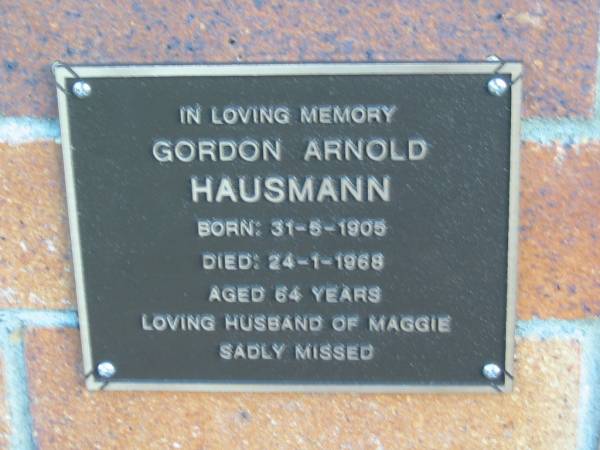 IN LOVING MEMORY
GORDON ARNOLD
HAUSMANN
BORN: 31-5-1905
DIED: 24-1-1968
AGED 64 YEARS
LOVING HUSBAND OF MAGGIE
SADLY MISSED